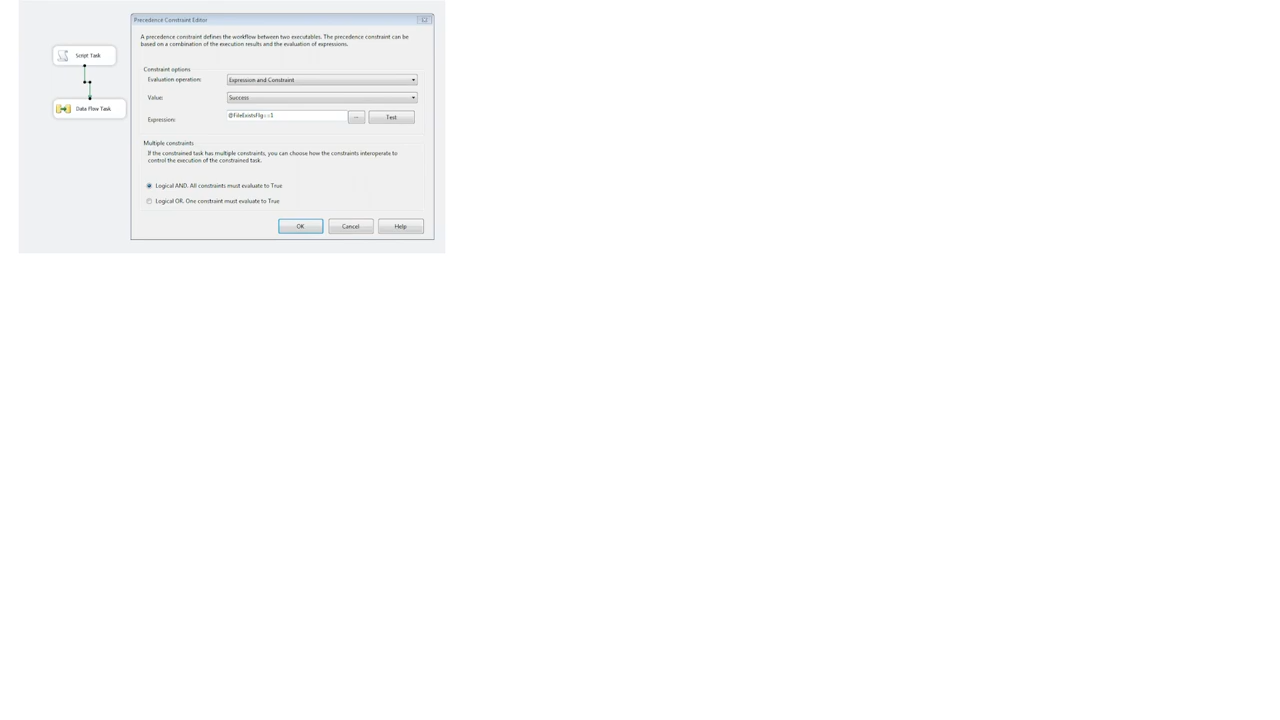 Precedence Constraint Editor
A precedence constraint defines the workflow between two executables. The precedence constraint can be
based on a combination of the execution results and the evaluation of expressions.
Script Task
Data Flow Task
Constraint options
Evaluation operation: Expression and Constraint
Value: Success
Expression: @FileExistsFlg==1 ... Test
Multiple constraints
If the constrained task has multiple constraints, you can choose how the constraints interoperate to
control the execution of the constrained task.
Logical AND. All constraints must evaluate to True
Logical OR. One constraint must evaluate to True
OK Cancel Help